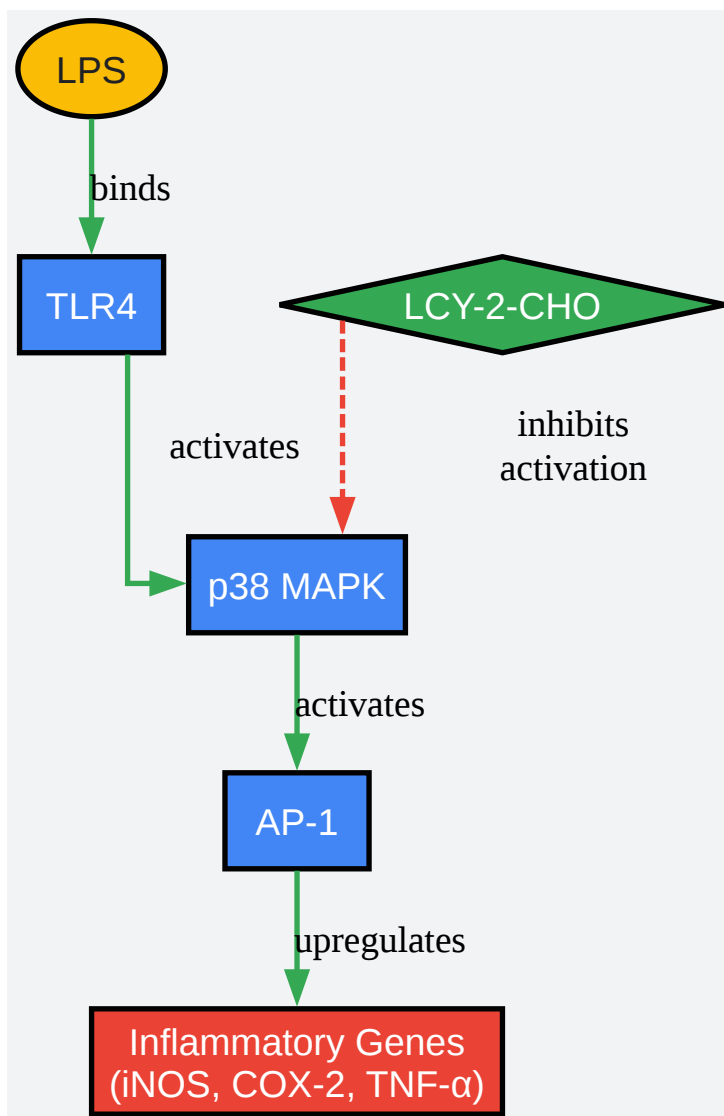 LPS
binds
TLR4
LCY-2-CHO
activates
inhibits
activation
p38 MAPK
activates
AP-1
upregulates
Inflammatory Genes
(iNOS, COX-2, TNF-α)